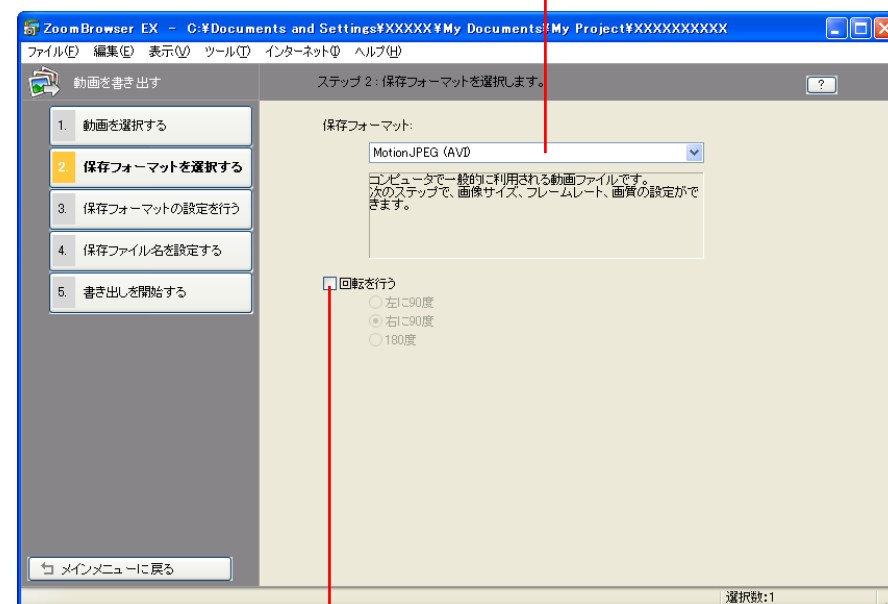 ZoomBrowser EX - C:¥Documents and Settings¥XXXXX¥My Documents¥My Project¥XXXXXXXXXX
ファイル(F) 編集(E) 表示(V) ツール(T) インターネット(I) ヘルプ(H)
動画を書き出す
ステップ 2 : 保存フォーマットを選択します。
?
1. 動画を選択する
2. 保存フォーマットを選択する
3. 保存フォーマットの設定を行う
4. 保存ファイル名を設定する
5. 書き出しを開始する
保存フォーマット:
MotionJPEG (AVI)
コンピュータで一般的に利用される動画ファイルです。
次のステップで、画像サイズ、フレームレート、画質の設定がで
きます。
回転を行う
左に90度
右に90度
180度
メインメニューに戻る
選択数:1